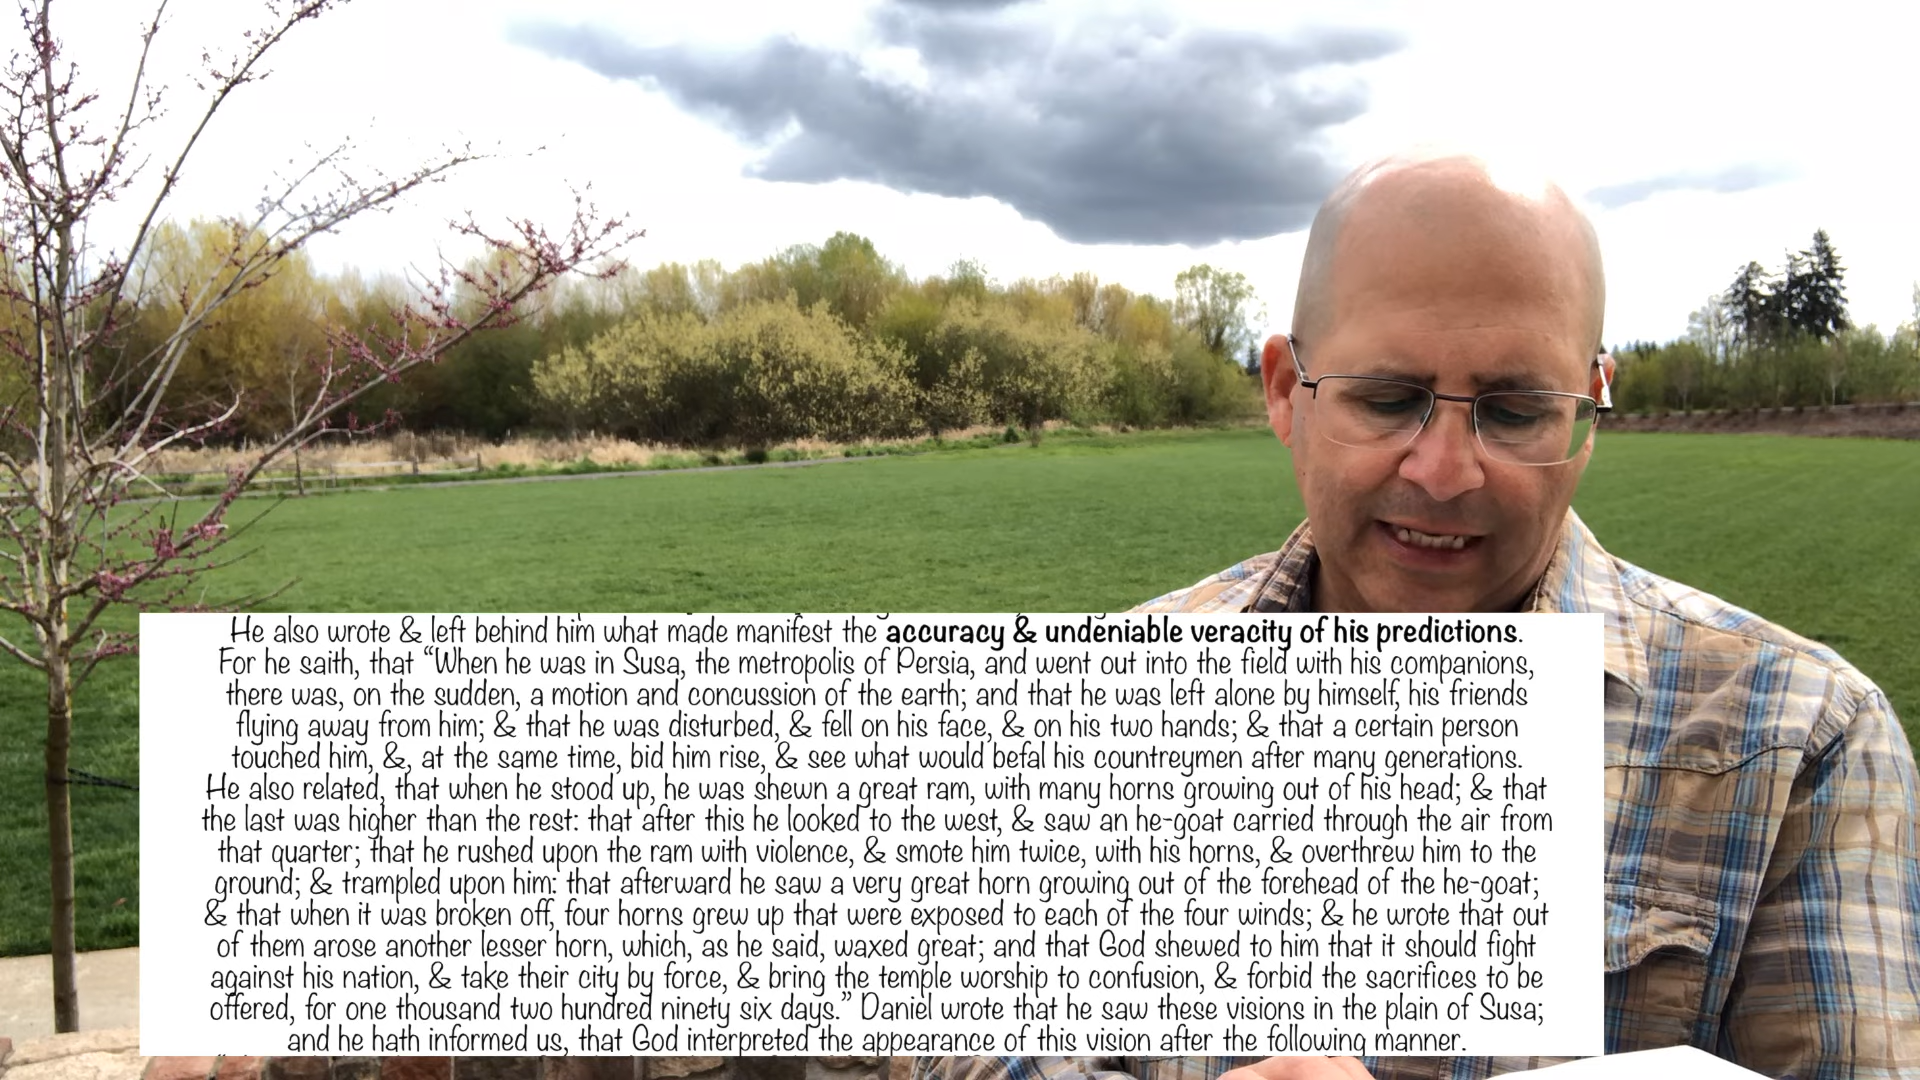 He also wrote & left behind him what made manifest the accuracy & undeniable veracity of his predictions.
For he saith, that “When he was in Susa, the metropolis of Persia, and went out into the field with his companions,
there was, on the sudden, a motion and concussion of the earth; and that he was left alone by himself, his friends
flying away from him; & that he was disturbed, & fell on his face, & on his two hands; & that a certain person
touched him, &, at the same time, bid him rise, & see what would befal his countreymen after many generations.
He also related, that when he stood up, he was shewn a great ram, with many horns growing out of his head; & that
the last was higher than the rest: that after this he looked to the west, & saw an he-goat carried through the air from
that quarter; that he rushed upon the ram with violence, & smote him twice, with his horns, & overthrew him to the
ground; & trampled upon him: that afterward he saw a very great horn growing out of the forehead of the he-goat;
& that when it was broken off, four horns grew up that were exposed to each of the four winds; & he wrote that out
of them arose another lesser horn, which, as he said, waxed great; and that God shewed to him that it should fight
against his nation, & take their city by force, & bring the temple worship to confusion, & forbid the sacrifices to be
offered, for one thousand two hundred ninety six days.” Daniel wrote that he saw these visions in the plain of Susa;
and he hath informed us, that God interpreted the appearance of this vision after the following manner.